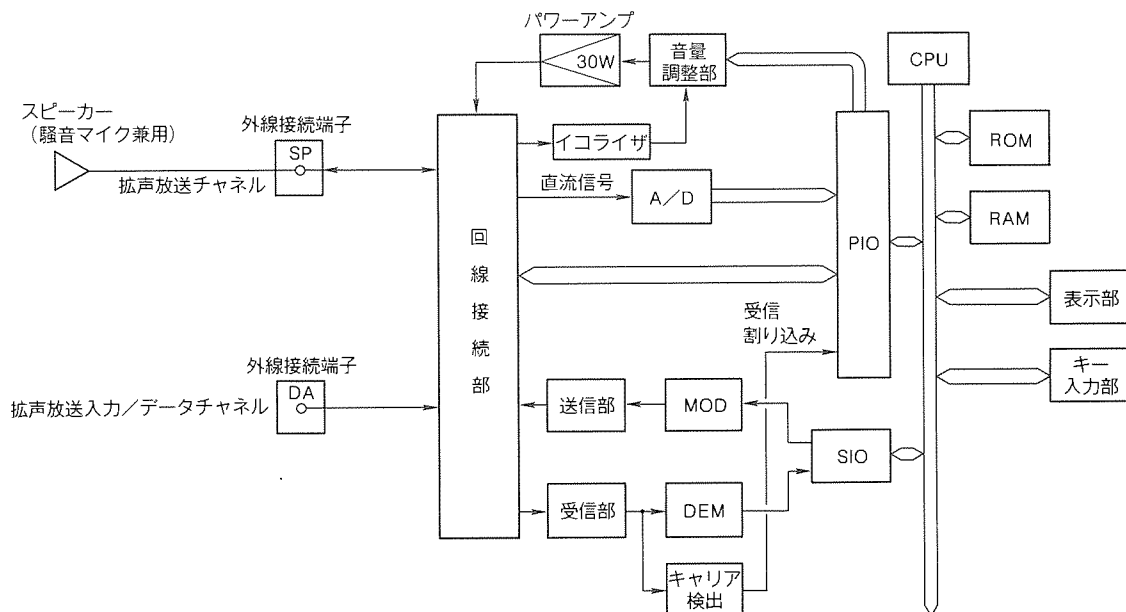 パワーアンプ
30W
音量
調整部
CPU
スピーカー
（騒音マイク兼用）
外線接続端子
SP
拡声放送チャネル
イコライザ
直流信号
A／D
ROM
RAM
PIO
回線接続部
表示部
受信
割り込み
キー
入力部
外線接続端子
DA
拡声放送入力／データチャネル
送信部
MOD
SIO
受信部
DEM
キャリア
検出